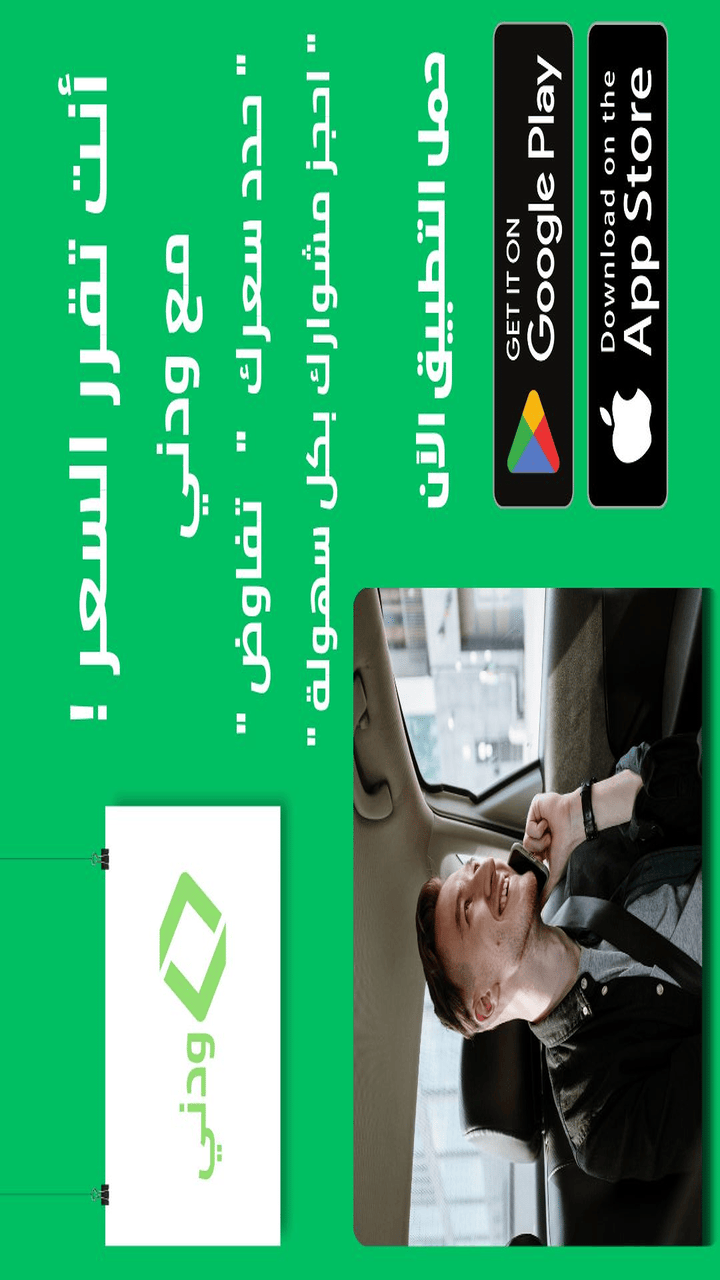 أنت تقرر السعر !
مع ودني
" حدد سعرك " تفاوض "
" احجز مشوارك بكل سهولة "
حمل التطبيق الآن
GET IT ON
Google Play
Download on the
App Store
ودني